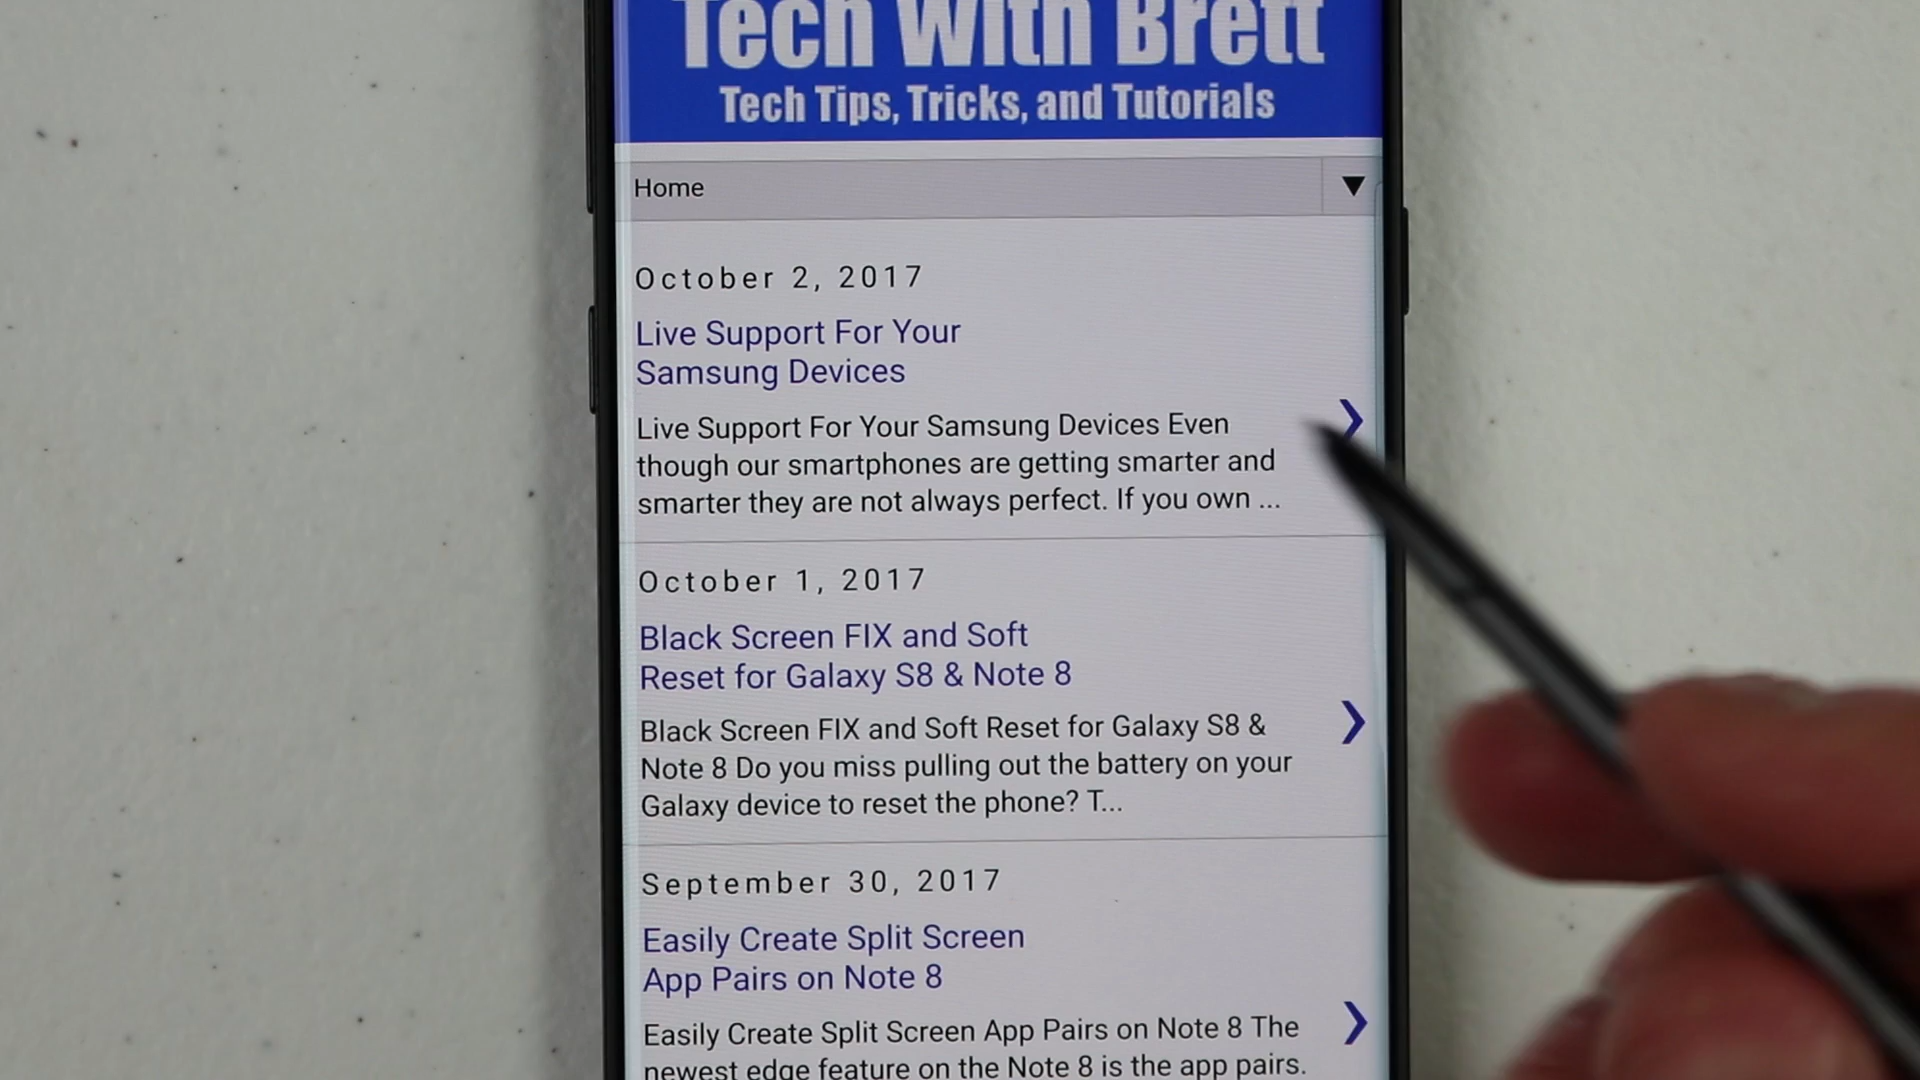 Tech With Brett
Tech Tips, Tricks, and Tutorials
Home
October 2, 2017
Live Support For Your
Samsung Devices
Live Support For Your Samsung Devices Even
though our smartphones are getting smarter and
smarter they are not always perfect. If you own ...
October 1, 2017
Black Screen FIX and Soft
Reset for Galaxy S8 & Note 8
Black Screen FIX and Soft Reset for Galaxy S8 &
Note 8 Do you miss pulling out the battery on your
Galaxy device to reset the phone? T...
September 30, 2017
Easily Create Split Screen
App Pairs on Note 8
Easily Create Split Screen App Pairs on Note 8 The
newest edge feature on the Note 8 is the app pairs.